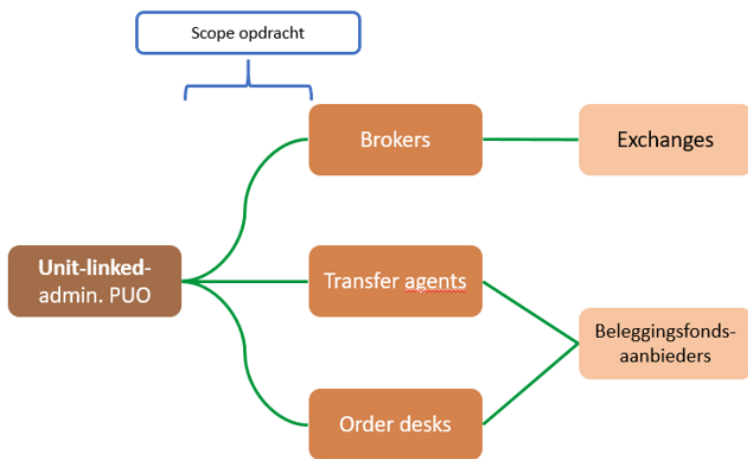 Scope opdracht
Brokers
Exchanges
Unit-linked-
admin. PUO
Transfer agents
Beleggingsfonds-
aanbieders
Order desks